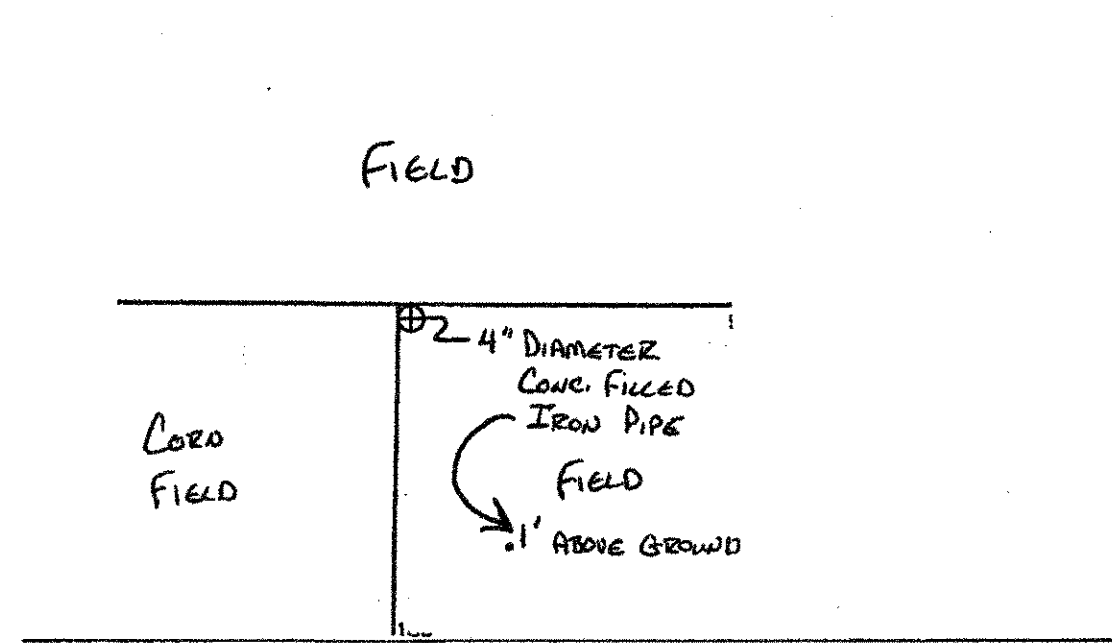 FIELD
4" DIAMETER
CONC. FILLED
IRON PIPE
CORN
FIELD
FIELD
.1' ABOVE GROUND